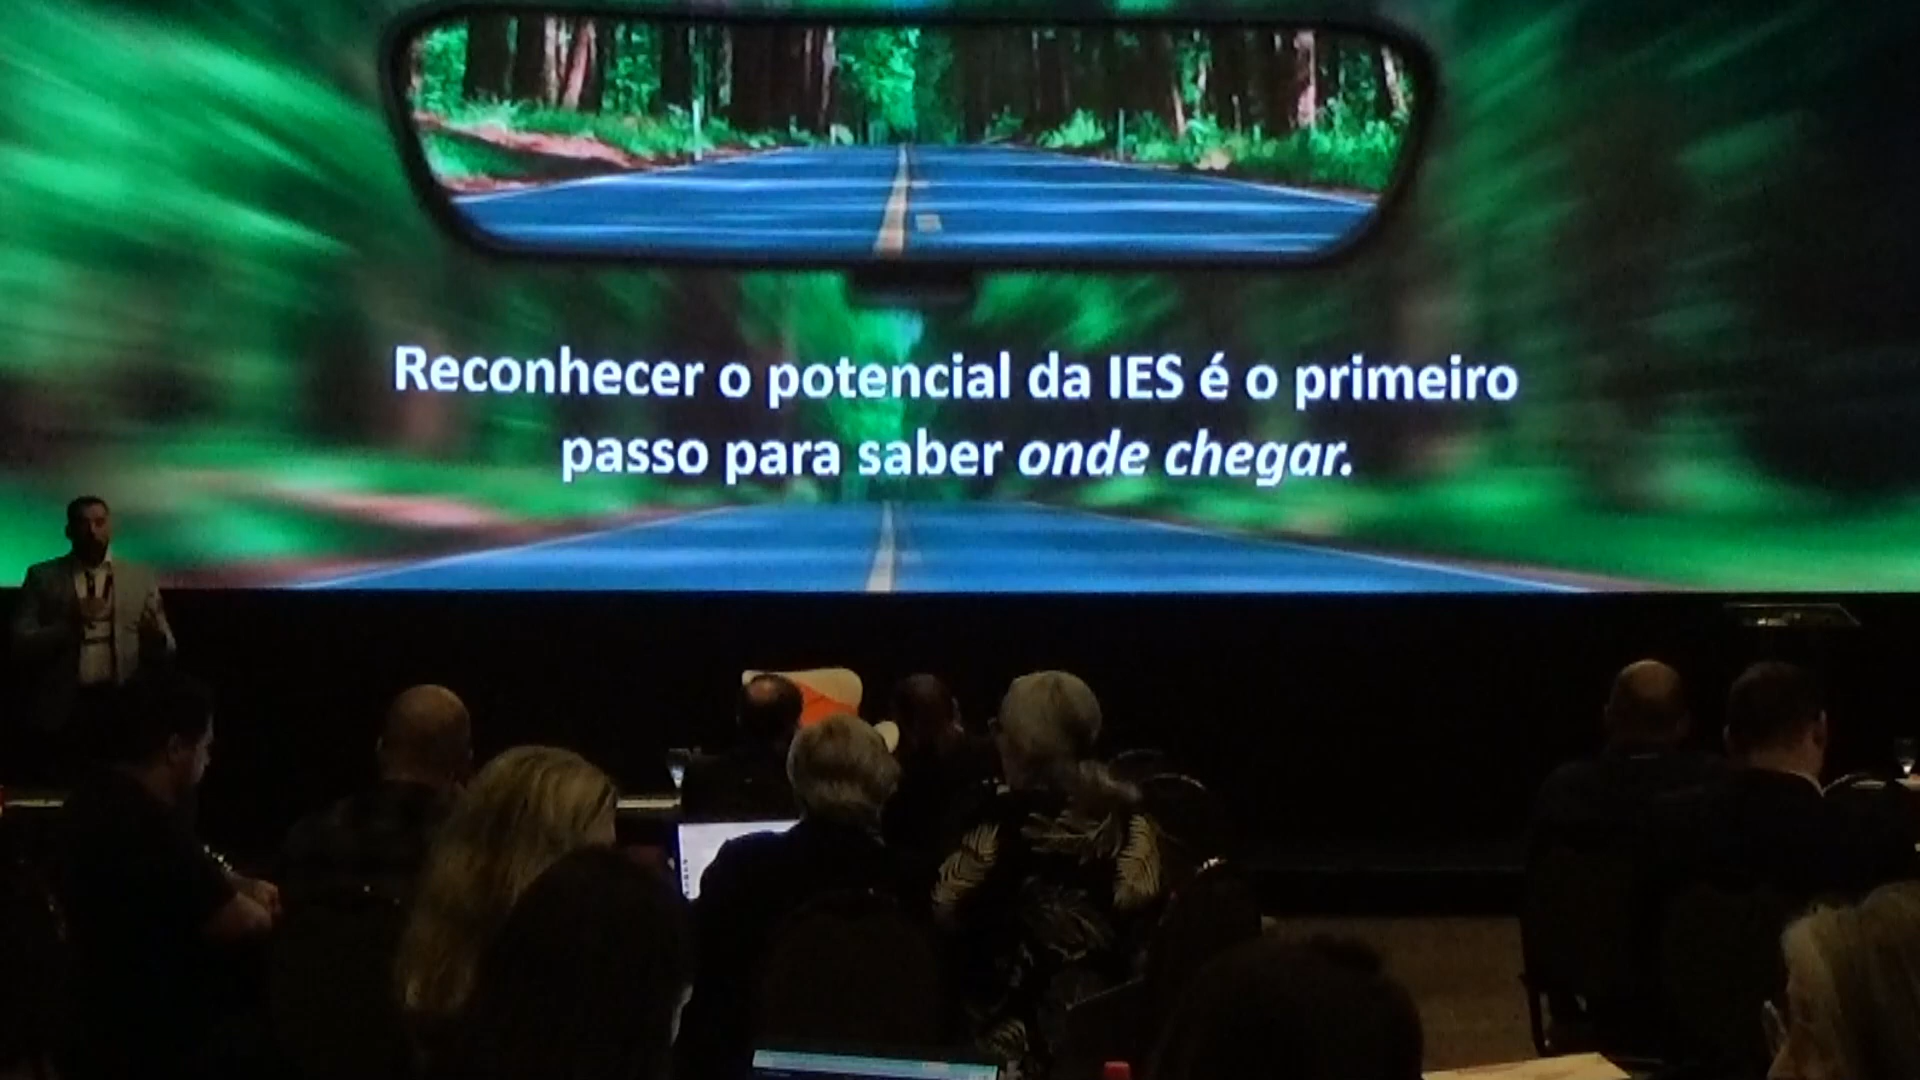 Reconhecer o potencial da IES é o primeiro
passo para saber onde chegar.